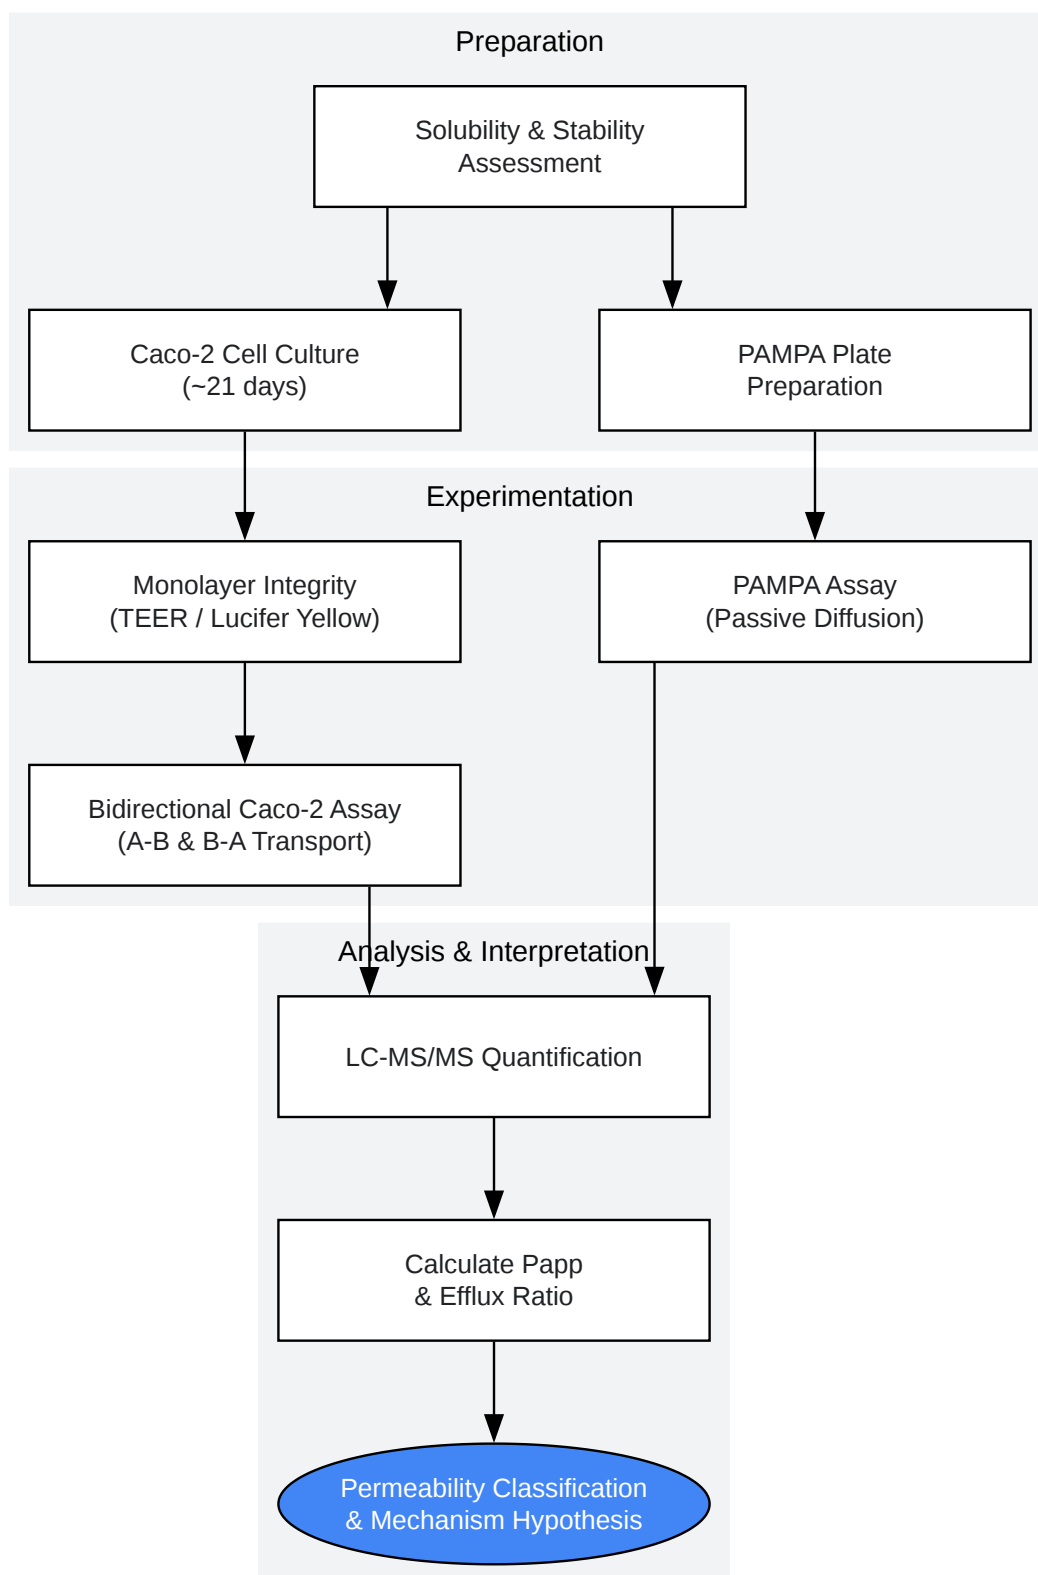 Preparation
Solubility & Stability
Assessment
Caco-2 Cell Culture
(~21 days)
PAMPA Plate
Preparation
Experimentation
Monolayer Integrity
(TEER / Lucifer Yellow)
PAMPA Assay
(Passive Diffusion)
Bidirectional Caco-2 Assay
(A-B & B-A Transport)
Analysis & Interpretation
LC-MS/MS Quantification
Calculate Papp
& Efflux Ratio
Permeability Classification
& Mechanism Hypothesis